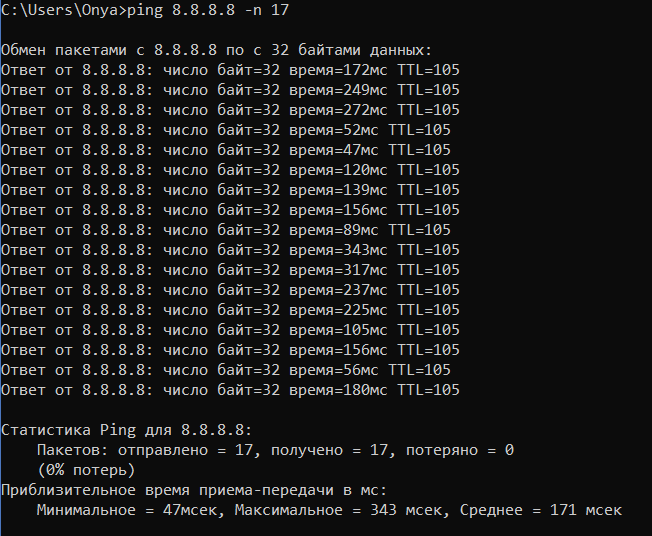 C:\Users\Onya>ping 8.8.8.8 -n 17
Обмен пакетами с 8.8.8.8 по с 32 байтами данных:
Ответ от 8.8.8.8: число байт=32 время=172мс TTL=105
Ответ от 8.8.8.8: число байт=32 время=249мс TTL=105
Ответ от 8.8.8.8: число байт=32 время=272мс TTL=105
Ответ от 8.8.8.8: число байт=32 время=52мс TTL=105
Ответ от 8.8.8.8: число байт=32 время=47мс TTL=105
Ответ от 8.8.8.8: число байт=32 время=120мс TTL=105
Ответ от 8.8.8.8: число байт=32 время=139мс TTL=105
Ответ от 8.8.8.8: число байт=32 время=156мс TTL=105
Ответ от 8.8.8.8: число байт=32 время=89мс TTL=105
Ответ от 8.8.8.8: число байт=32 время=343мс TTL=105
Ответ от 8.8.8.8: число байт=32 время=317мс TTL=105
Ответ от 8.8.8.8: число байт=32 время=237мс TTL=105
Ответ от 8.8.8.8: число байт=32 время=225мс TTL=105
Ответ от 8.8.8.8: число байт=32 время=105мс TTL=105
Ответ от 8.8.8.8: число байт=32 время=156мс TTL=105
Ответ от 8.8.8.8: число байт=32 время=56мс TTL=105
Ответ от 8.8.8.8: число байт=32 время=180мс TTL=105
Статистика Ping для 8.8.8.8:
Пакетов: отправлено = 17, получено = 17, потеряно = 0
(0% потерь)
Приблизительное время приема-передачи в мс:
Минимальное = 47мсек, Максимальное = 343 мсек, Среднее = 171 мсек